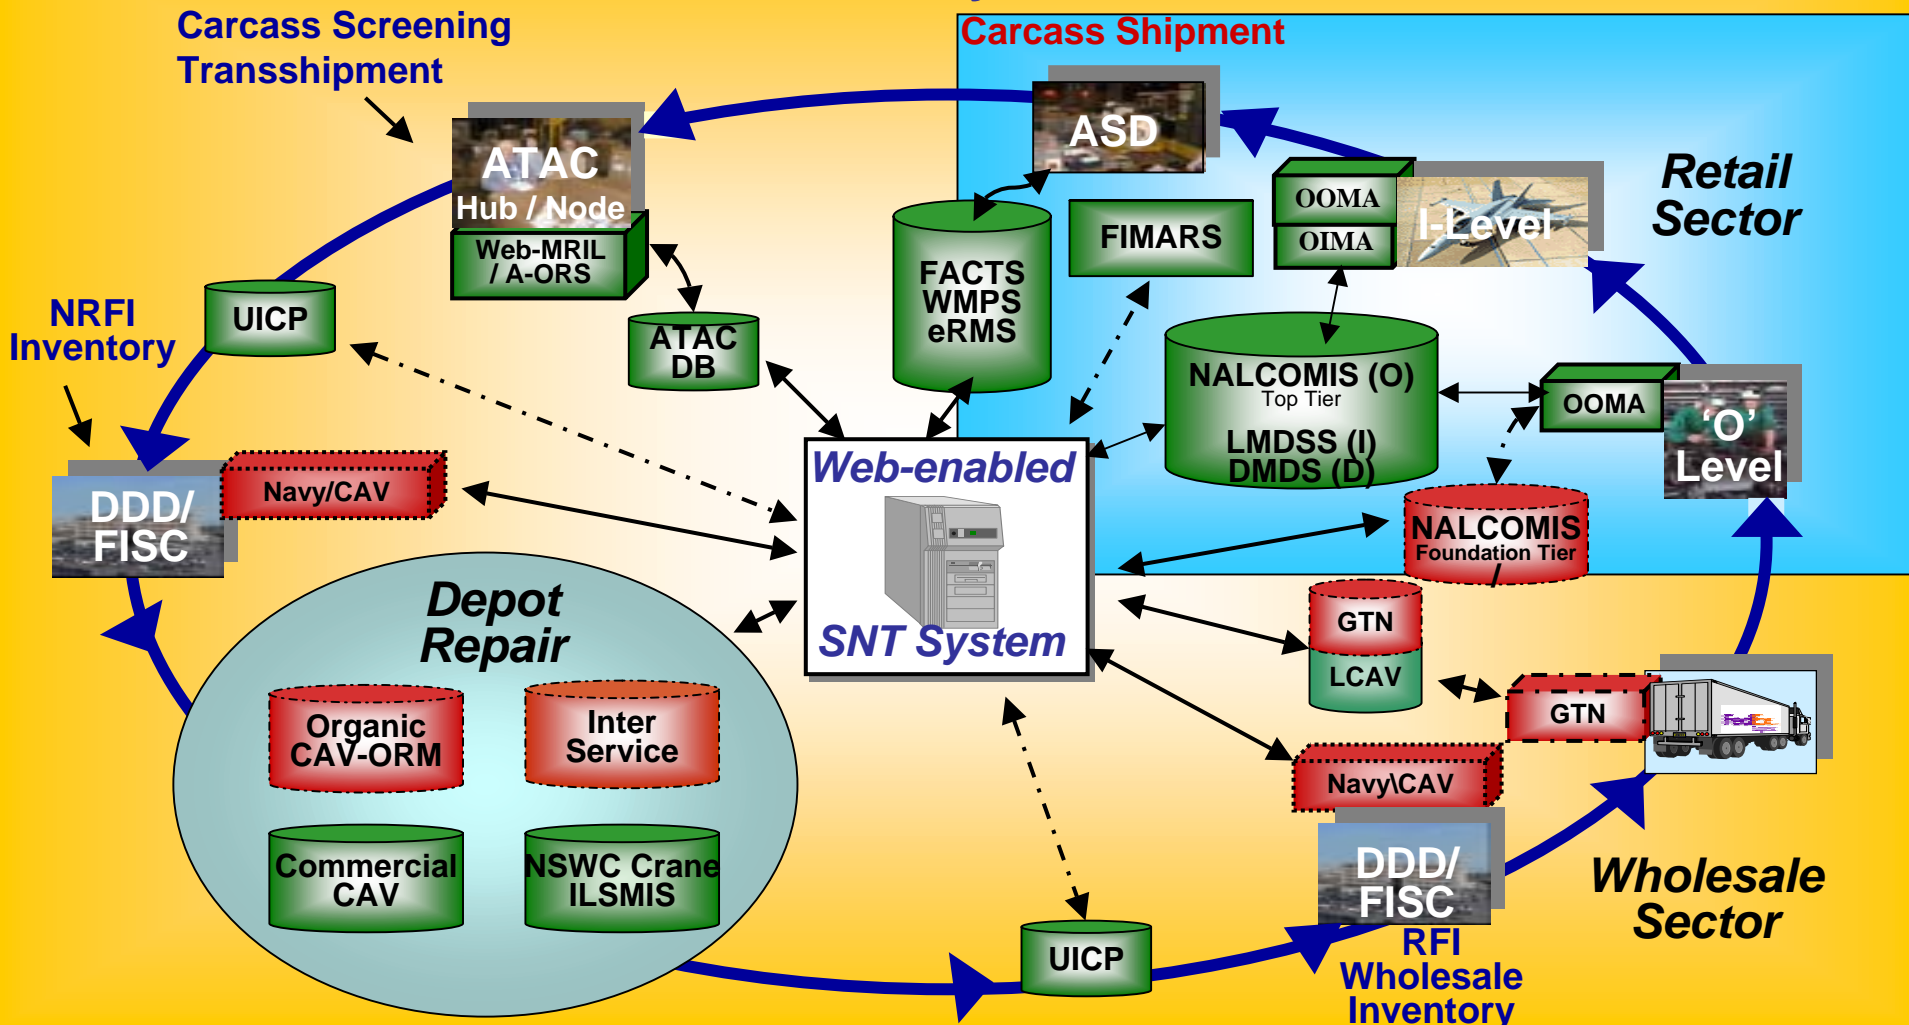 Carcass Screening
Transshipment
Carcass Shipment
ATAC
Hub / Node
Web-MRIL
/ A-ORS
ASD
OOMA
OIMA
I-Level
Retail
Sector
FIMARS
FACTS
WMPS
eRMS
UICP
NRFI
Inventory
ATAC
DB
NALCOMIS (O)
Top Tier
LMDSS (I)
DMDS (D)
OOMA
'O'
Level
Navy/CAV
DDD/
FISC
Web-enabled
SNT System
NALCOMIS
Foundation Tier
/
Depot
Repair
GTN
LCAV
GTN
FedEx
Organic
CAV-ORM
Inter
Service
Navy\CAV
Commercial
CAV
NSWC Crane
ILSMIS
DDD/
FISC
Wholesale
Sector
UICP
RFI
Wholesale
Inventory